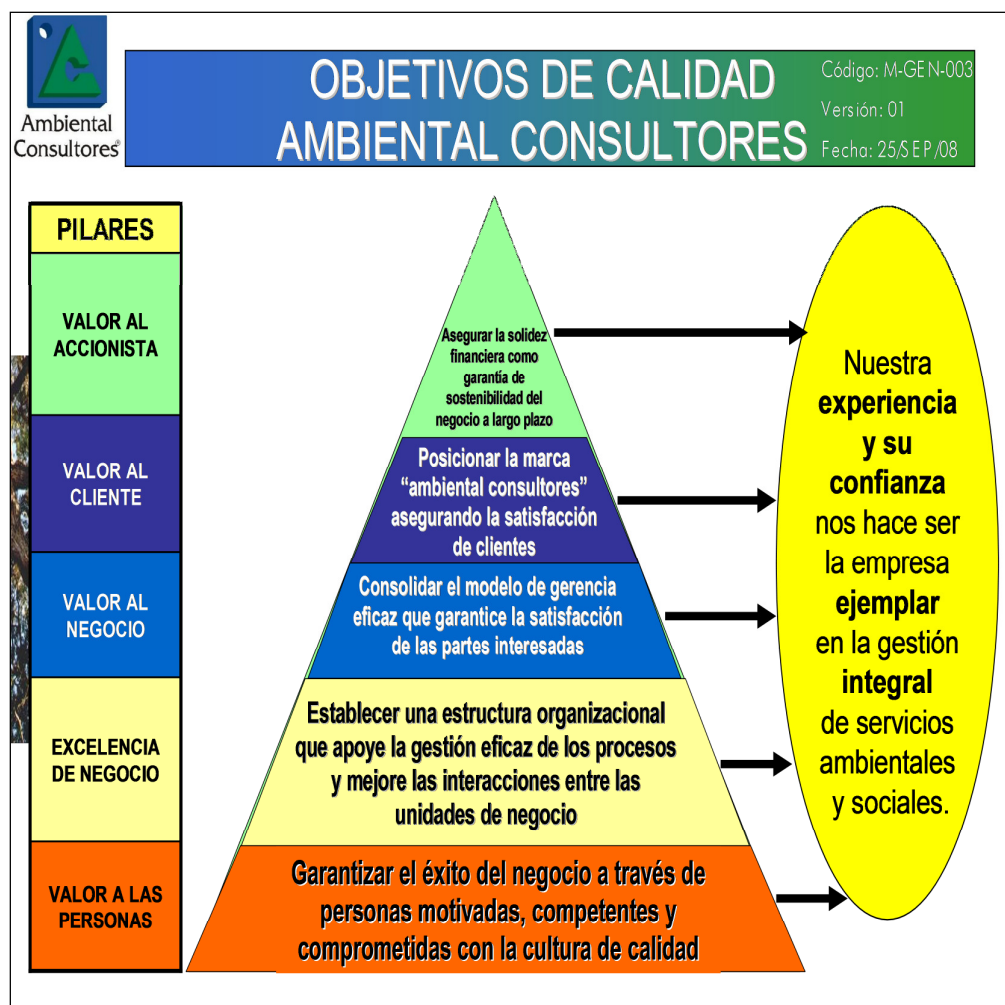 Ambiental
Consultores®
OBJETIVOS DE CALIDAD
AMBIENTAL CONSULTORES
Código: M-GEN-003
Versión: 01
Fecha: 25/SEP/08
PILARES
VALOR AL
ACCIONISTA
VALOR AL
CLIENTE
VALOR AL
NEGOCIO
EXCELENCIA
DE NEGOCIO
VALOR A LAS
PERSONAS
Asegurar la solidez
financiera como
garantía de
sostenibilidad del
negocio a largo plazo
Posicionar la marca
“ambiental consultores”
asegurando la satisfacción
de clientes
Consolidar el modelo de gerencia
eficaz que garantice la satisfacción
de las partes interesadas
Establecer una estructura organizacional
que apoye la gestión eficaz de los procesos
y mejore las interacciones entre las
unidades de negocio
Garantizar el éxito del negocio a través de
personas motivadas, competentes y
comprometidas con la cultura de calidad
Nuestra
experiencia
y su
confianza
nos hace ser
la empresa
ejemplar
en la gestión
integral
de servicios
ambientales
y sociales.